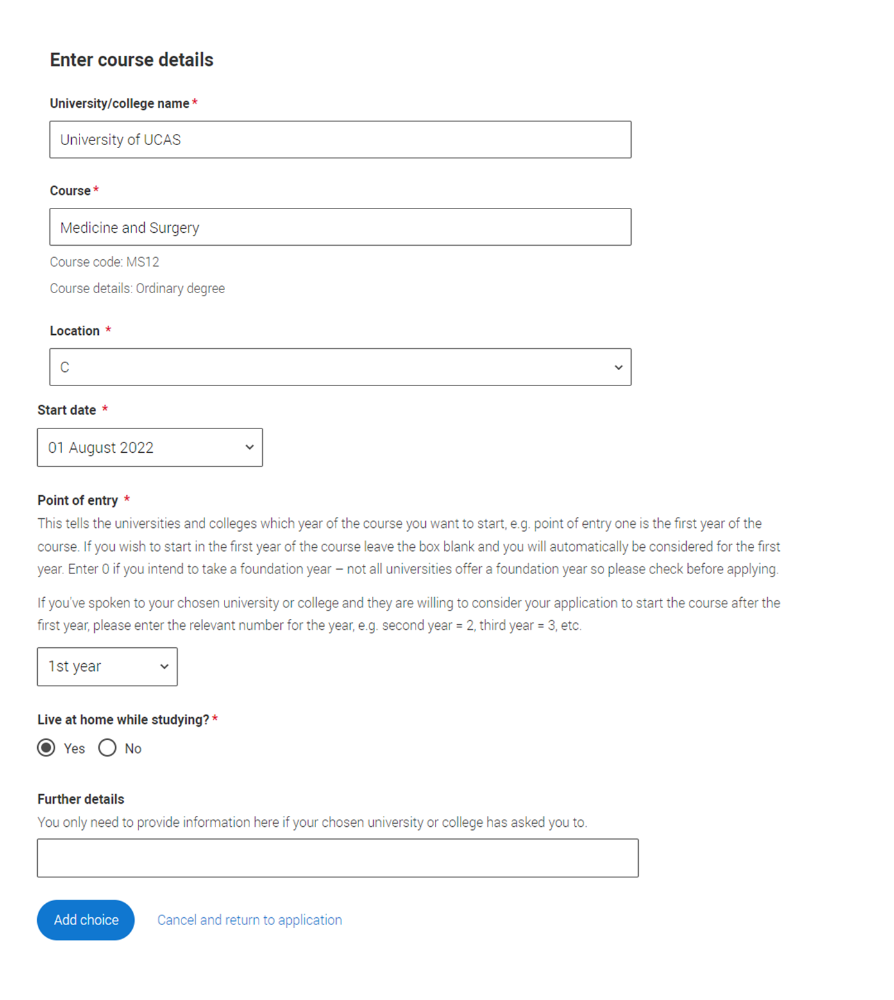 Enter course details
University/college name *
University of UCAS
Course *
Medicine and Surgery
Course code: MS12
Course details: Ordinary degree
Location *
C
Start date *
01 August 2022
Point of entry *
This tells the universities and colleges which year of the course you want to start, e.g. point of entry one is the first year of the
course. If you wish to start in the first year of the course leave the box blank and you will automatically be considered for the first
year. Enter 0 if you intend to take a foundation year – not all universities offer a foundation year so please check before applying.
If you've spoken to your chosen university or college and they are willing to consider your application to start the course after the
first year, please enter the relevant number for the year, e.g. second year = 2, third year = 3, etc.
1st year
Live at home while studying? *
Yes No
Further details
You only need to provide information here if your chosen university or college has asked you to.
Add choice Cancel and return to application